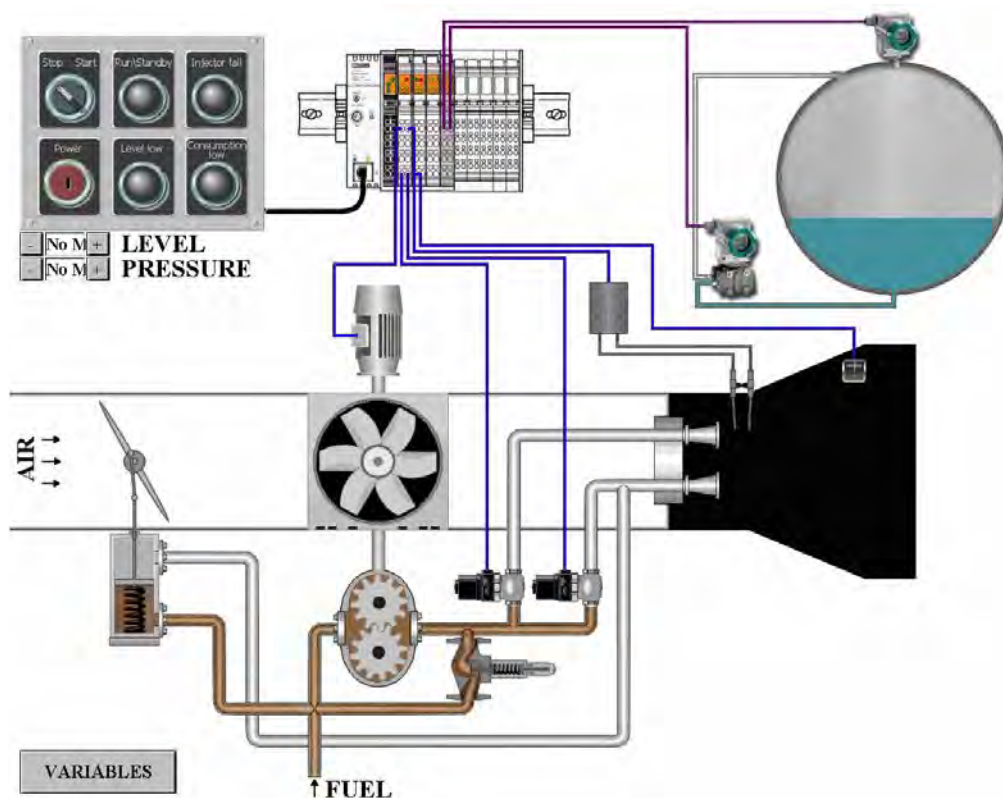 Stop Start
Run\Standby
Injector fail
Power
Level low
Consumption
low
- No M + LEVEL
- No M + PRESSURE
AIR
VARIABLES
FUEL